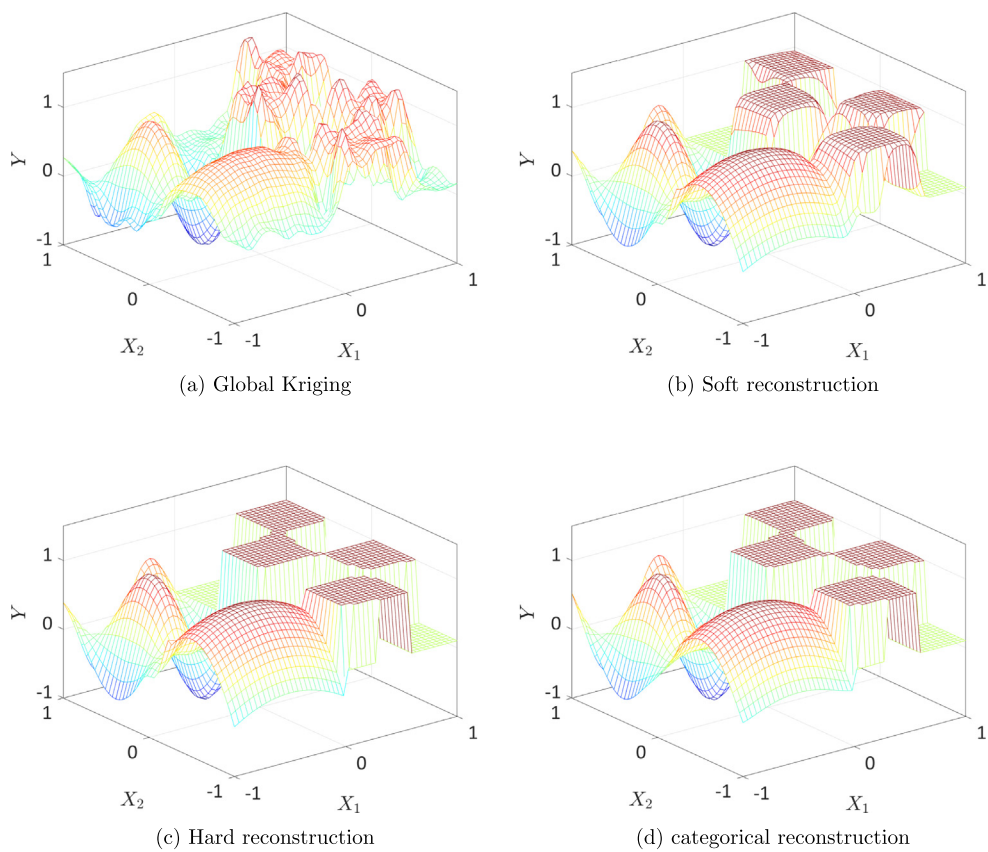 1
0
-1
Y
1
0
-1
X₂
-1
0
1
X₁
(a) Global Kriging
1
0
-1
Y
1
0
-1
X₂
-1
0
1
X₁
(b) Soft reconstruction
1
0
-1
Y
1
0
-1
X₂
-1
0
1
X₁
(c) Hard reconstruction
1
0
-1
Y
1
0
-1
X₂
-1
0
1
X₁
(d) categorical reconstruction